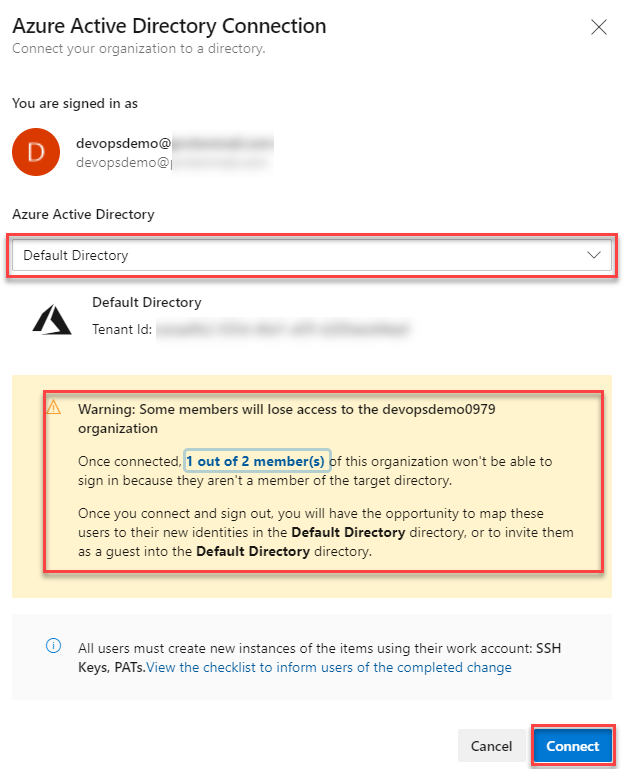 Azure Active Directory Connection
Connect your organization to a directory.
You are signed in as
D
devopsdemo@
devopsdemo@
Azure Active Directory
Default Directory
Default Directory
Tenant Id:
Warning: Some members will lose access to the devopsdemo0979
organization
Once connected, 1 out of 2 member(s) of this organization won't be able to
sign in because they aren't a member of the target directory.
Once you connect and sign out, you will have the opportunity to map these
users to their new identities in the Default Directory directory, or to invite them
as a guest into the Default Directory directory.
All users must create new instances of the items using their work account: SSH
Keys, PATs.View the checklist to inform users of the completed change
Cancel
Connect